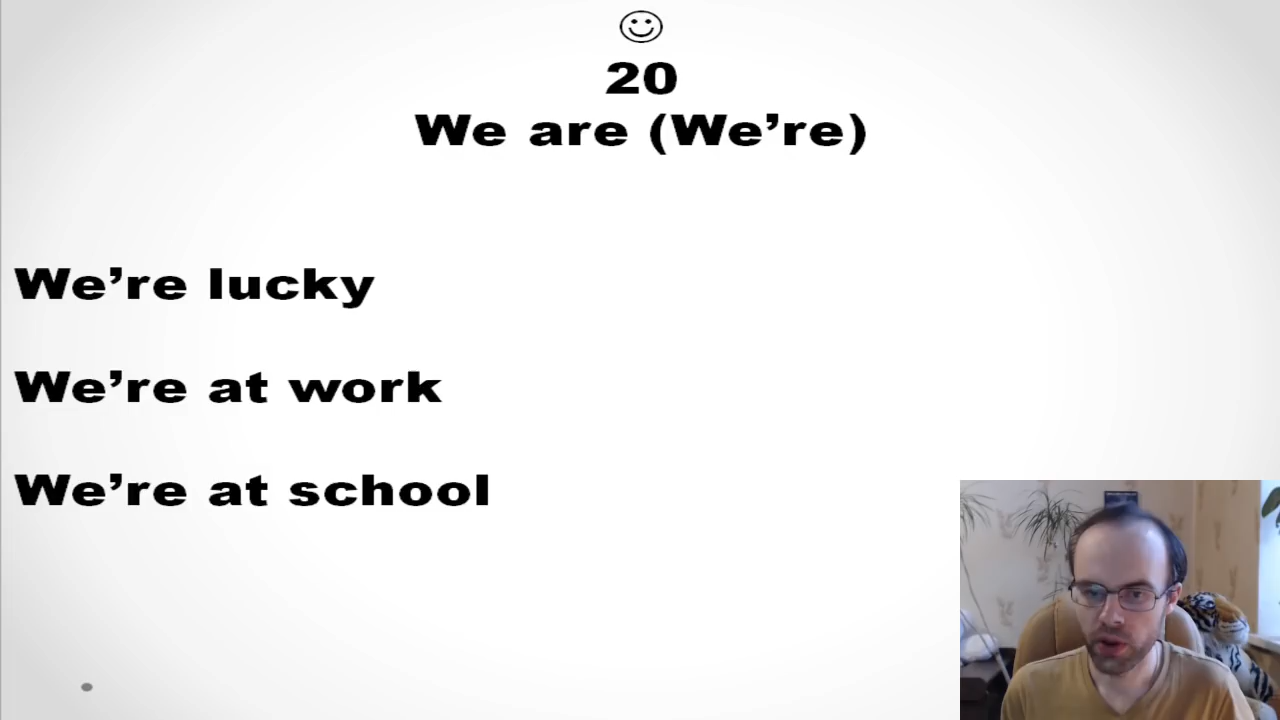 20
We are (We’re)
We’re lucky
We’re at work
We’re at school